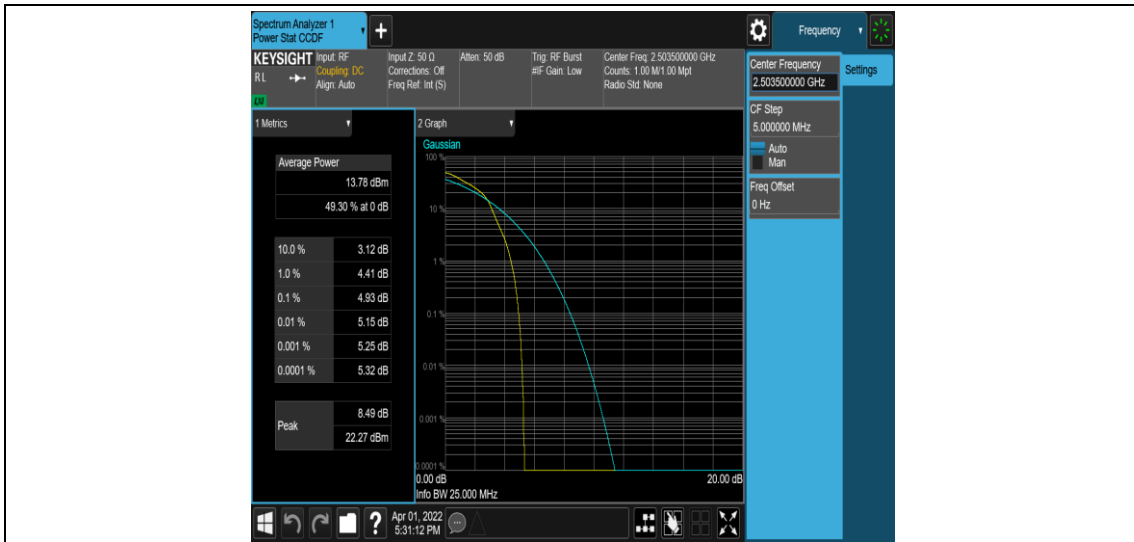 Spectrum Analyzer 1
Power Stat CCDF
+
Frequency
KEYSIGHT
RL
LXI
Input: RF
Coupling: DC
Align: Auto
Input Z: 50 Ω
Corrections: Off
Freq Ref: Int (S)
Atten: 50 dB
Trig: RF Burst
#IF Gain: Low
Center Freq: 2.503500000 GHz
Counts: 1.00 M/1.00 Mpt
Radio Std: None
Center Frequency
2.503500000 GHz
Settings
CF Step
5.000000 MHz
Auto
Man
Freq Offset
0 Hz
1 Metrics
Average Power
13.78 dBm
49.30 % at 0 dB
10.0 % 3.12 dB
1.0 % 4.41 dB
0.1 % 4.93 dB
0.01 % 5.15 dB
0.001 % 5.25 dB
0.0001 % 5.32 dB
Peak
8.49 dB
22.27 dBm
2 Graph
Gaussian
100 %
10 %
1 %
0.1 %
0.01 %
0.001 %
0.0001 %
0.00 dB 20.00 dB
Info BW 25.000 MHz
?
Apr 01, 2022
5:31:12 PM